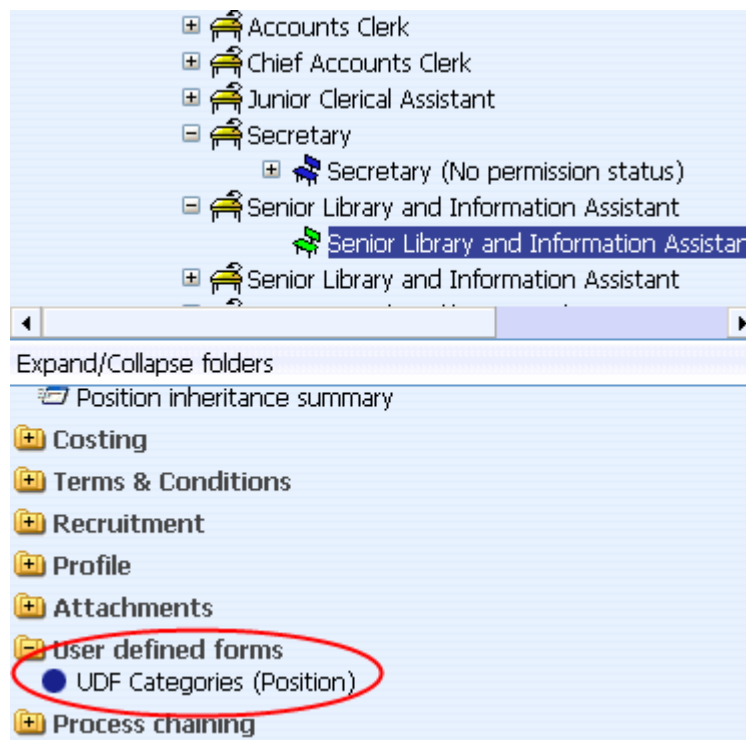 Accounts Clerk
Chief Accounts Clerk
Junior Clerical Assistant
Secretary
Secretary (No permission status)
Senior Library and Information Assistant
Senior Library and Information Assistan
Senior Library and Information Assistant
Expand/Collapse folders
Position inheritance summary
Costing
Terms & Conditions
Recruitment
Profile
Attachments
User defined forms
UDF Categories (Position)
Process chaining